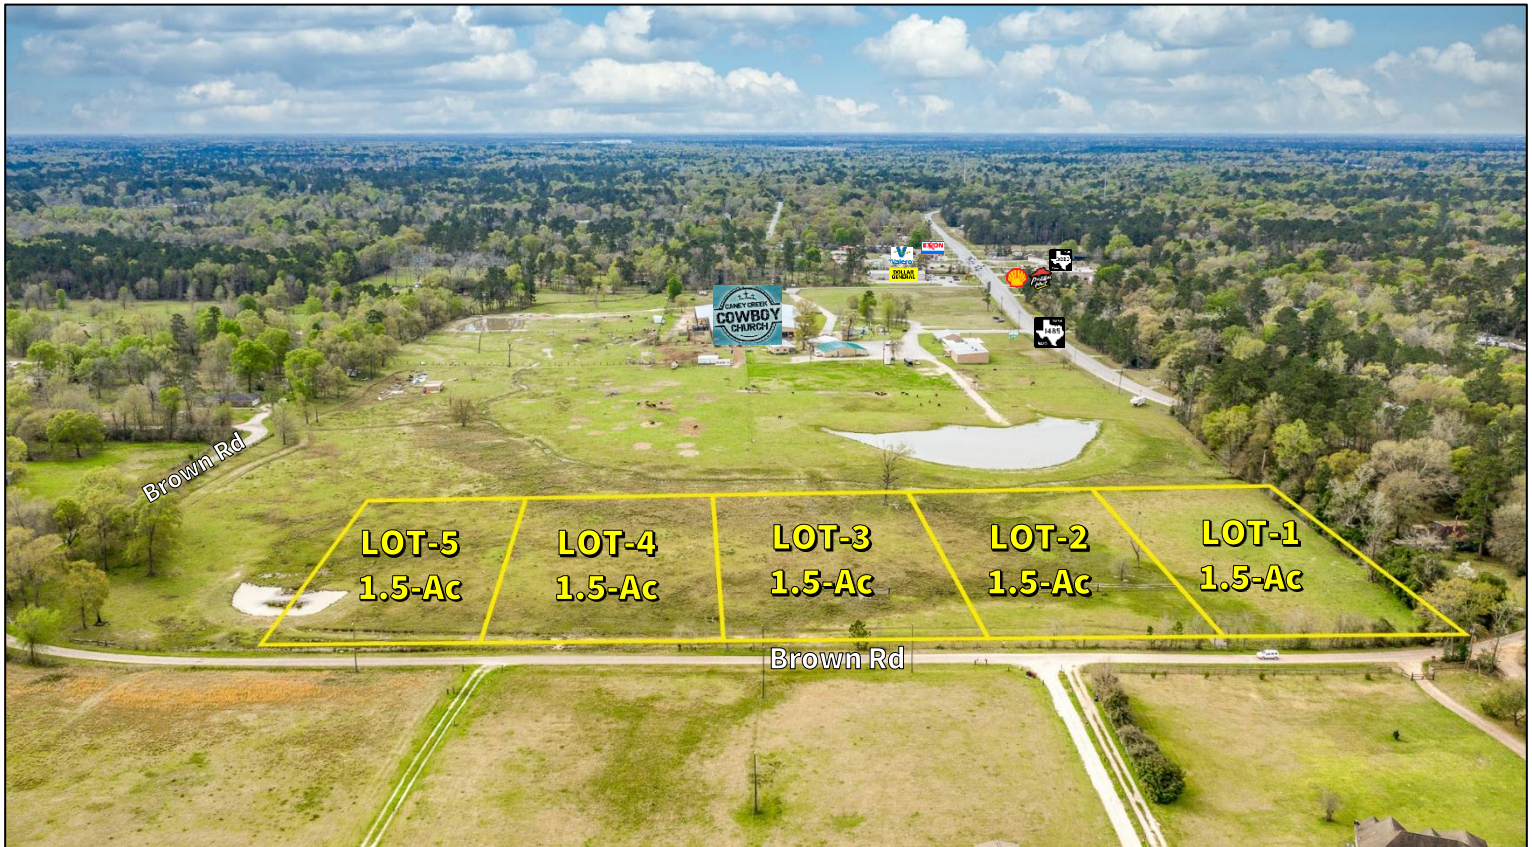 Valero
EXXON
DOLLAR
GENERAL
CANEY CREEK
COWBOY
CHURCH
1485
Brown Rd
LOT-5
1.5-Ac
LOT-4
1.5-Ac
LOT-3
1.5-Ac
LOT-2
1.5-Ac
LOT-1
1.5-Ac
Brown Rd